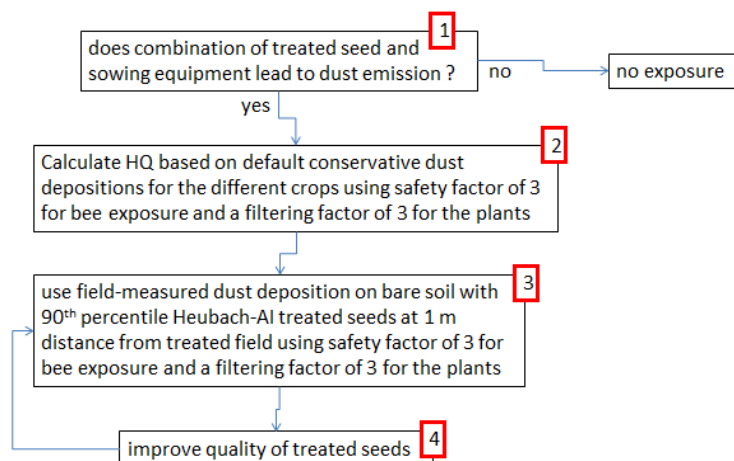 1
does combination of treated seed and
sowing equipment lead to dust emission ?
no
no exposure
yes
2
Calculate HQ based on default conservative dust
depositions for the different crops using safety factor of 3
for bee exposure and a filtering factor of 3 for the plants
3
use field-measured dust deposition on bare soil with
90th percentile Heubach-AI treated seeds at 1 m
distance from treated field using safety factor of 3 for
bee exposure and a filtering factor of 3 for the plants
4
improve quality of treated seeds